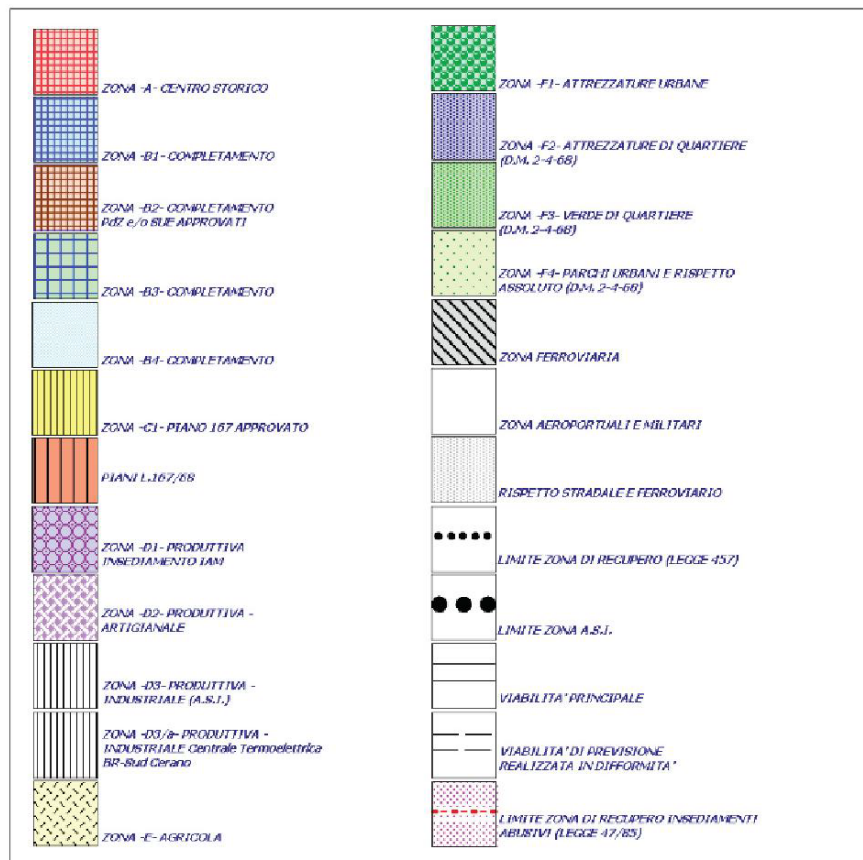 ZONA -A- CENTRO STORICO
ZONA -B1- COMPLETAMENTO
ZONA -B2- COMPLETAMENTO
PdZ e/o SUE APPROVATI
ZONA -B3- COMPLETAMENTO
ZONA -B4- COMPLETAMENTO
ZONA -C1- PIANO 167 APPROVATO
PIANI L.167/68
ZONA -D1- PRODUTTIVA
INSEDIAMENTO IAM
ZONA -D2- PRODUTTIVA -
ARTIGIANALE
ZONA -D3- PRODUTTIVA -
INDUSTRIALE (A.S.I.)
ZONA -D3/a- PRODUTTIVA -
INDUSTRIALE Centrale Termoelettrica
BR-Sud Cerano
ZONA -E- AGRICOLA
ZONA -F1- ATTREZZATURE URBANE
ZONA -F2- ATTREZZATURE DI QUARTIERE
(D.M. 2-4-68)
ZONA -F3- VERDE DI QUARTIERE
(D.M. 2-4-68)
ZONA -F4- PARCHI URBANI E RISPETTO
ASSOLUTO (D.M. 2-4-68)
ZONA FERROVIARIA
ZONA AEROPORTUALI E MILITARI
RISPETTO STRADALE E FERROVIARIO
LIMITE ZONA DI RECUPERO (LEGGE 457)
LIMITE ZONA A.S.I.
VIABILITA' PRINCIPALE
VIABILITA' DI PREVISIONE
REALIZZATA IN DIFFORMITA'
LIMITE ZONA DI RECUPERO INSEDIAMENTI
ABUSIVI (LEGGE 47/85)